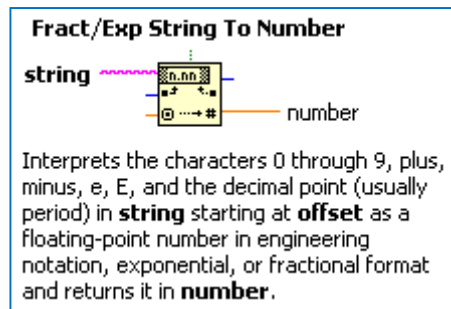 Fract/Exp String To Number
n.nn
string
number
Interprets the characters 0 through 9, plus,
minus, e, E, and the decimal point (usually
period) in string starting at offset as a
floating-point number in engineering
notation, exponential, or fractional format
and returns it in number.